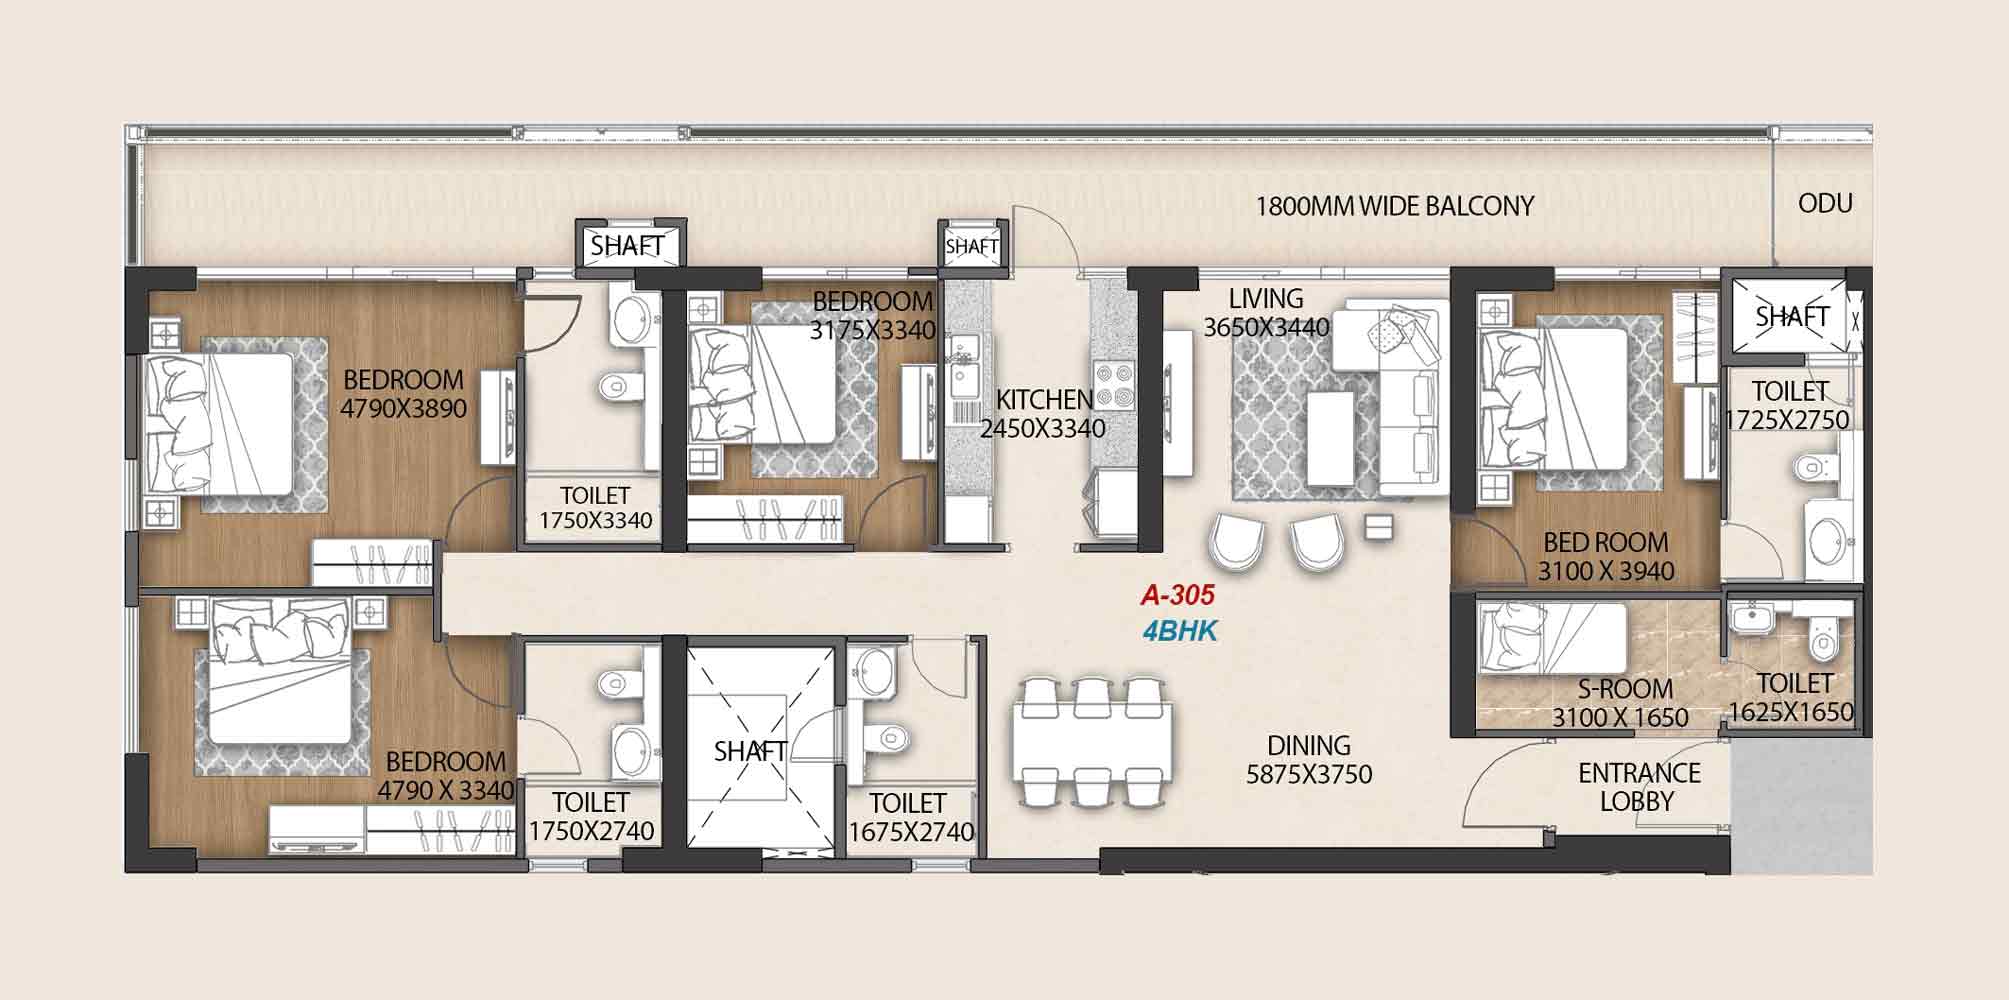 1800MM WIDE BALCONY
ODU
SHAFT
SHAFT
BEDROOM
4790X3890
TOILET
1750X3340
BEDROOM
3175X3340
KITCHEN
2450X3340
LIVING
3650X3440
BED ROOM
3100 X 3940
SHAFT
TOILET
1725X2750
A-305
4BHK
BEDROOM
4790 X 3340
TOILET
1750X2740
SHAFT
TOILET
1675X2740
DINING
5875X3750
S-ROOM
3100 X 1650
TOILET
1625X1650
ENTRANCE
LOBBY